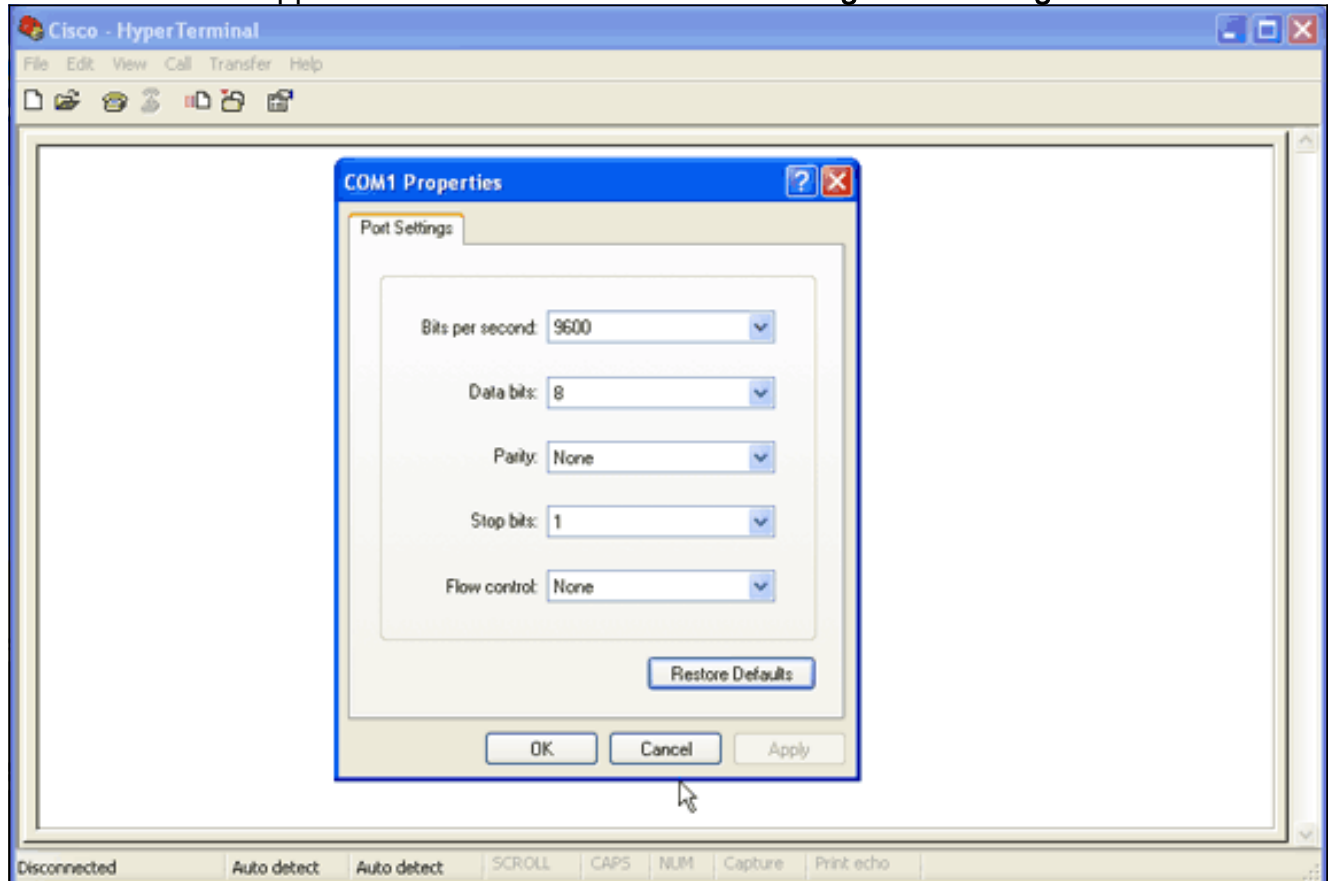 Cisco - HyperTerminal
File Edit View Call Transfer Help
COM1 Properties
Port Settings
Bits per second: 9600
Data bits: 8
Parity: None
Stop bits: 1
Flow control: None
Restore Defaults
OK Cancel Apply
Disconnected Auto detect Auto detect SCROLL CAPS NUM Capture Print echo